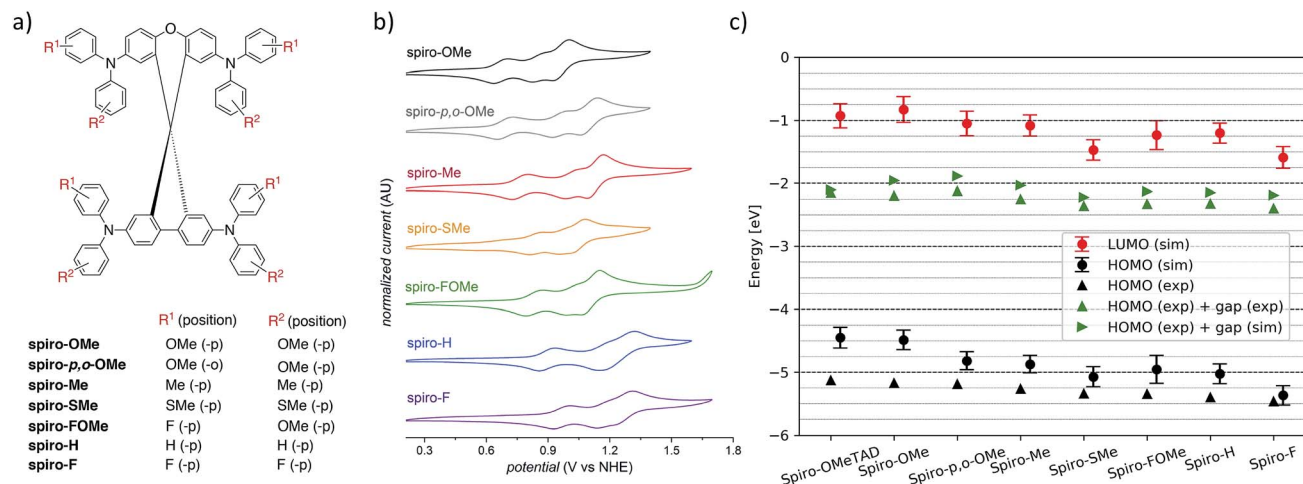 a)
R¹
O
R¹
N
N
R²
R²
R¹
R¹
N
N
R²
R²
R¹ (position) R² (position)
spiro-OMe OMe (-p) OMe (-p)
spiro-p,o-OMe OMe (-o) OMe (-p)
spiro-Me Me (-p) Me (-p)
spiro-SMe SMe (-p) SMe (-p)
spiro-FOMe F (-p) OMe (-p)
spiro-H H (-p) H (-p)
spiro-F F (-p) F (-p)
b)
normalized current (AU)
spiro-OMe
spiro-p,o-OMe
spiro-Me
spiro-SMe
spiro-FOMe
spiro-H
spiro-F
0.3 0.6 0.9 1.2 1.5 1.8
potential (V vs NHE)
c)
Energy [eV]
0
−1
−2
−3
−4
−5
−6
LUMO (sim)
HOMO (sim)
HOMO (exp)
HOMO (exp) + gap (exp)
HOMO (exp) + gap (sim)
Spiro-OMeTAD Spiro-OMe Spiro-p,o-OMe Spiro-Me Spiro-SMe Spiro-FOMe Spiro-H Spiro-F